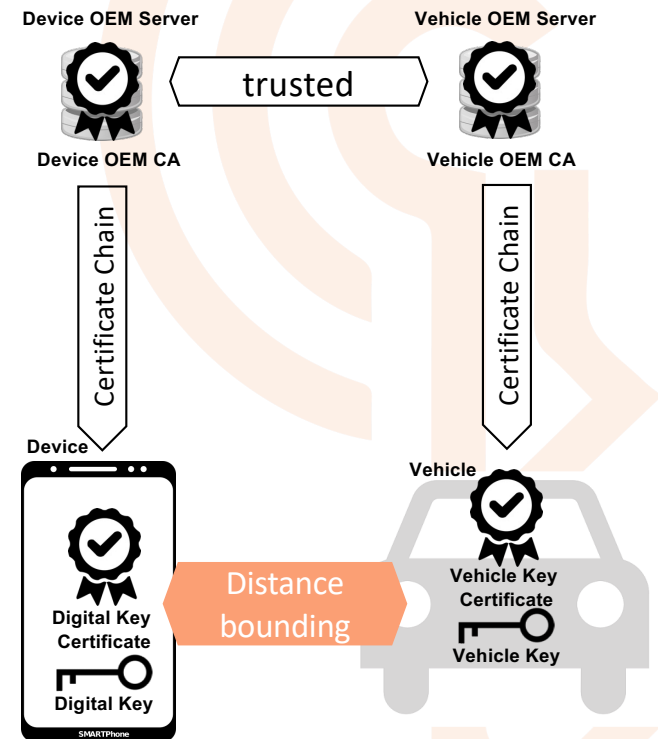 Device OEM Server
Vehicle OEM Server
trusted
Device OEM CA
Vehicle OEM CA
Certificate Chain
Certificate Chain
Device
Vehicle
Distance
bounding
Digital Key
Certificate
Digital Key
Vehicle Key
Certificate
Vehicle Key
SMARTPhone